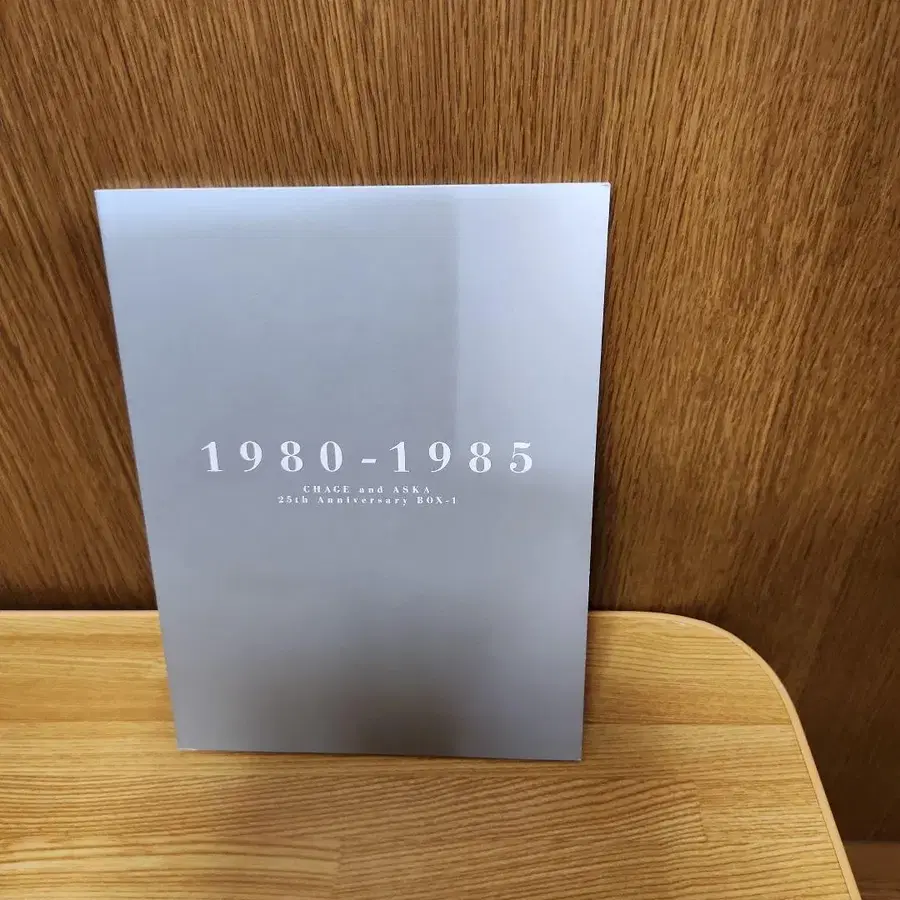 1980-1985
CHAGE and ASKA
25th Anniversary BOX-1